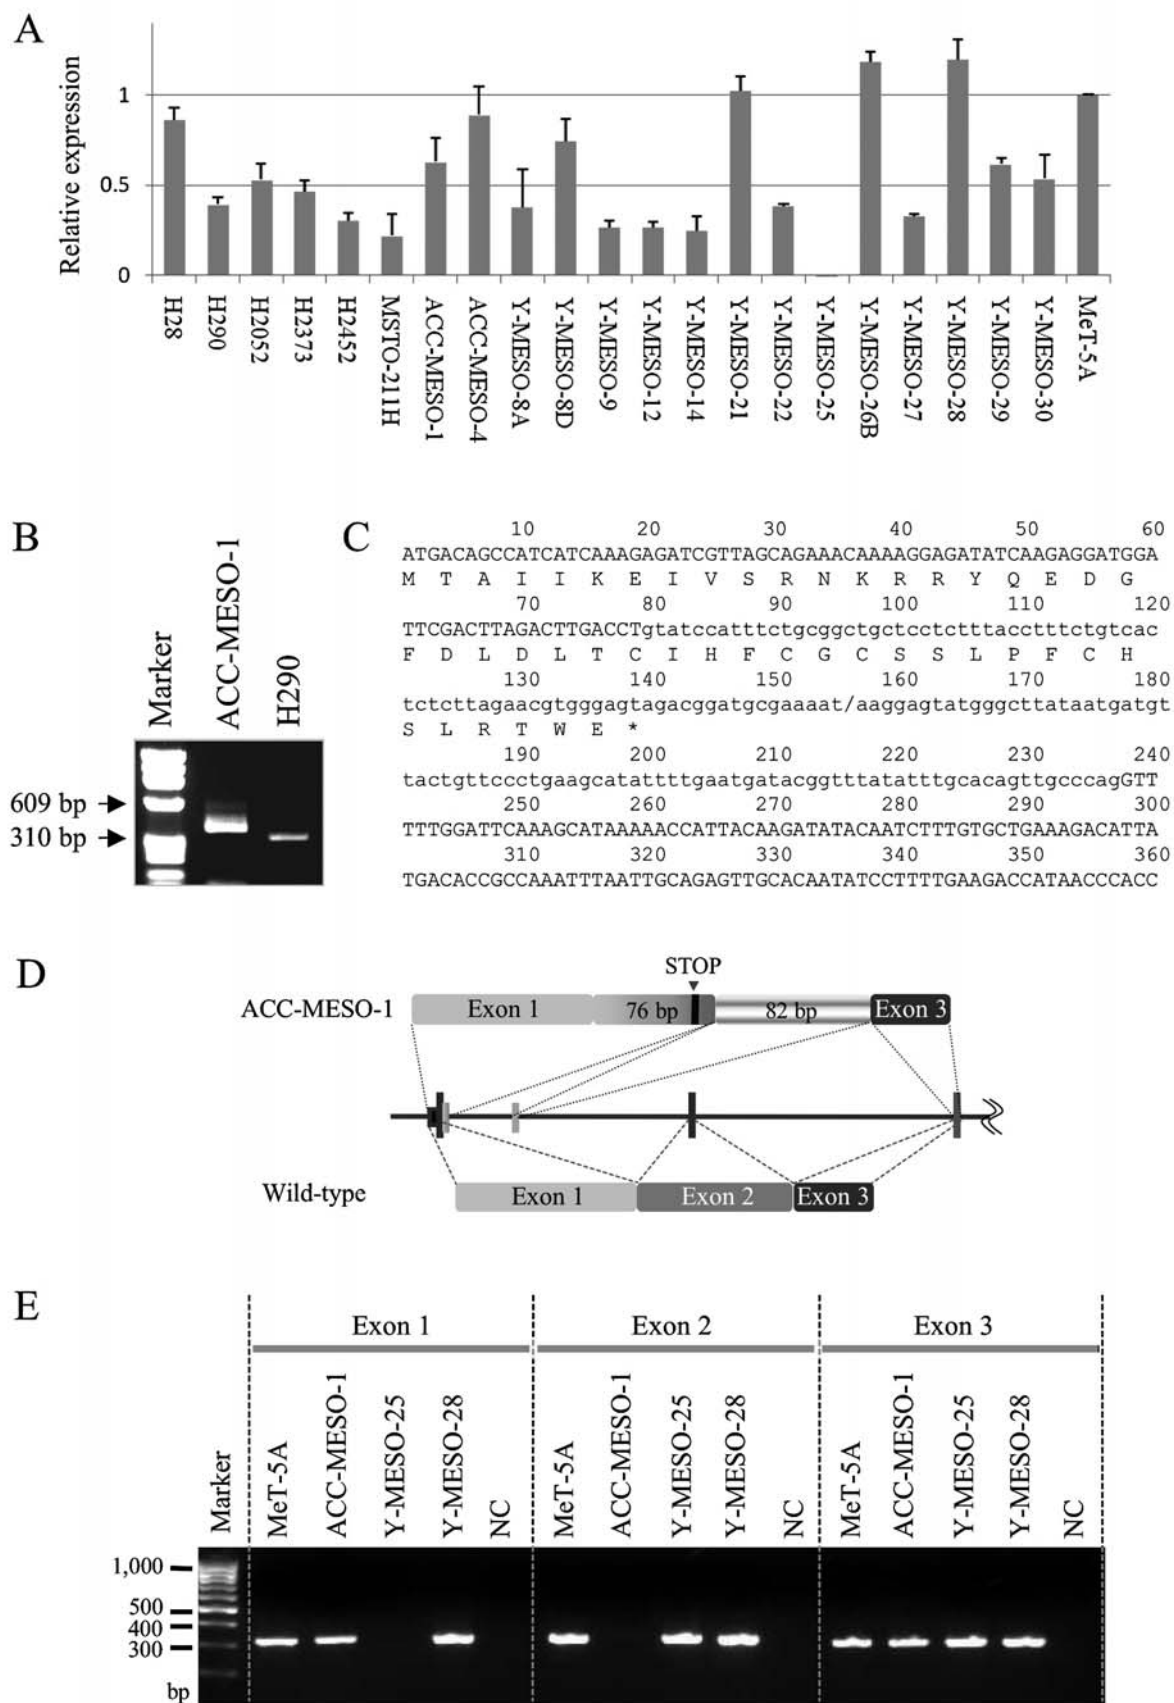 A
Relative expression
1
0.5
0
H28
H290
H2052
H2373
H2452
MSTO-211H
ACC-MESO-1
ACC-MESO-4
Y-MESO-8A
Y-MESO-8D
Y-MESO-9
Y-MESO-12
Y-MESO-14
Y-MESO-21
Y-MESO-22
Y-MESO-25
Y-MESO-26B
Y-MESO-27
Y-MESO-28
Y-MESO-29
Y-MESO-30
MeT-5A
B
Marker
ACC-MESO-1
H290
609 bp
310 bp
C
10 20 30 40 50 60
ATGACAGCCATCATCAAAGAGATCGTTAGCAGAAACAAAAGGAGATATCAAGAGGATGGA
M T A I I K E I V S R N K R R Y Q E D G
70 80 90 100 110 120
TTCGACTTAGACTTGACCTgtatccatttctgcggctgctcctctttacctttctgtcac
F D L D L T C I H F C G C S S L P F C H
130 140 150 160 170 180
tctcttagaacgtgggagtagacggatgcgaaaat/aaggagtatgggcttataatgatgt
S L R T W E *
190 200 210 220 230 240
tactgttccctgaagcatattttgaatgatacggtttatatttgcacagttgcccagGTT
250 260 270 280 290 300
TTTGGATTCAAAGCATAAAAACCATTACAAGATATACAATCTTTGTGCTGAAAGACATTA
310 320 330 340 350 360
TGACACCGCCAAATTTAATTGCAGAGTTGCACAATATCCTTTTGAAGACCATAACCCACC
D
STOP
ACC-MESO-1
Exon 1
76 bp
82 bp
Exon 3
Wild-type
Exon 1
Exon 2
Exon 3
E
Exon 1
Exon 2
Exon 3
Marker
MeT-5A
ACC-MESO-1
Y-MESO-25
Y-MESO-28
NC
MeT-5A
ACC-MESO-1
Y-MESO-25
Y-MESO-28
NC
MeT-5A
ACC-MESO-1
Y-MESO-25
Y-MESO-28
NC
1,000
500
400
300
bp